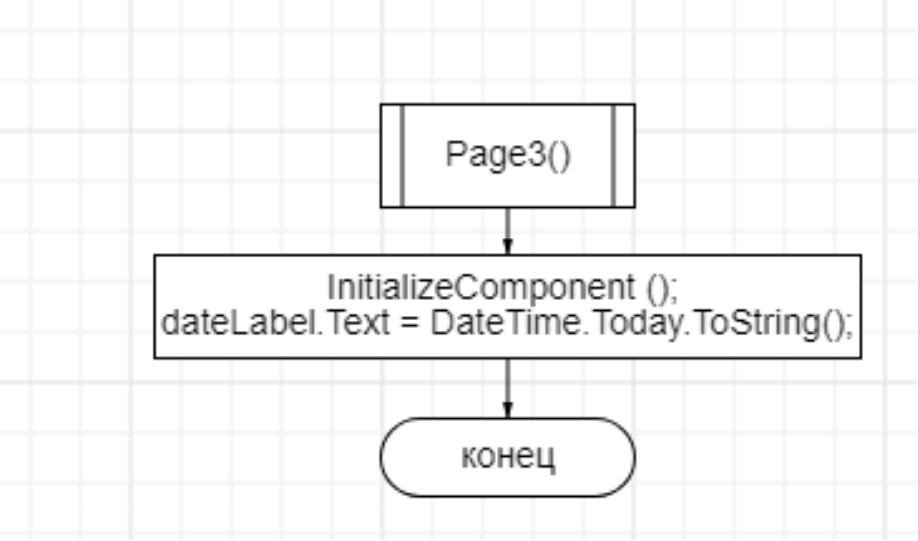 Page3()
InitializeComponent ();
dateLabel.Text = DateTime.Today.ToString();
конец